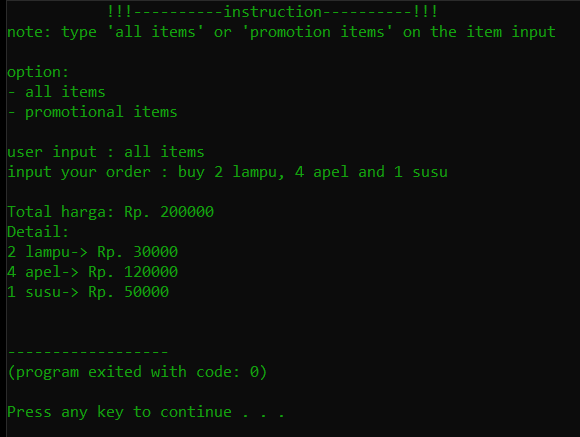 !!!----------instruction----------!!!
note: type 'all items' or 'promotion items' on the item input
option:
- all items
- promotional items
user input : all items
input your order : buy 2 lampu, 4 apel and 1 susu
Total harga: Rp. 200000
Detail:
2 lampu-> Rp. 30000
4 apel-> Rp. 120000
1 susu-> Rp. 50000
------------------
(program exited with code: 0)
Press any key to continue . . .